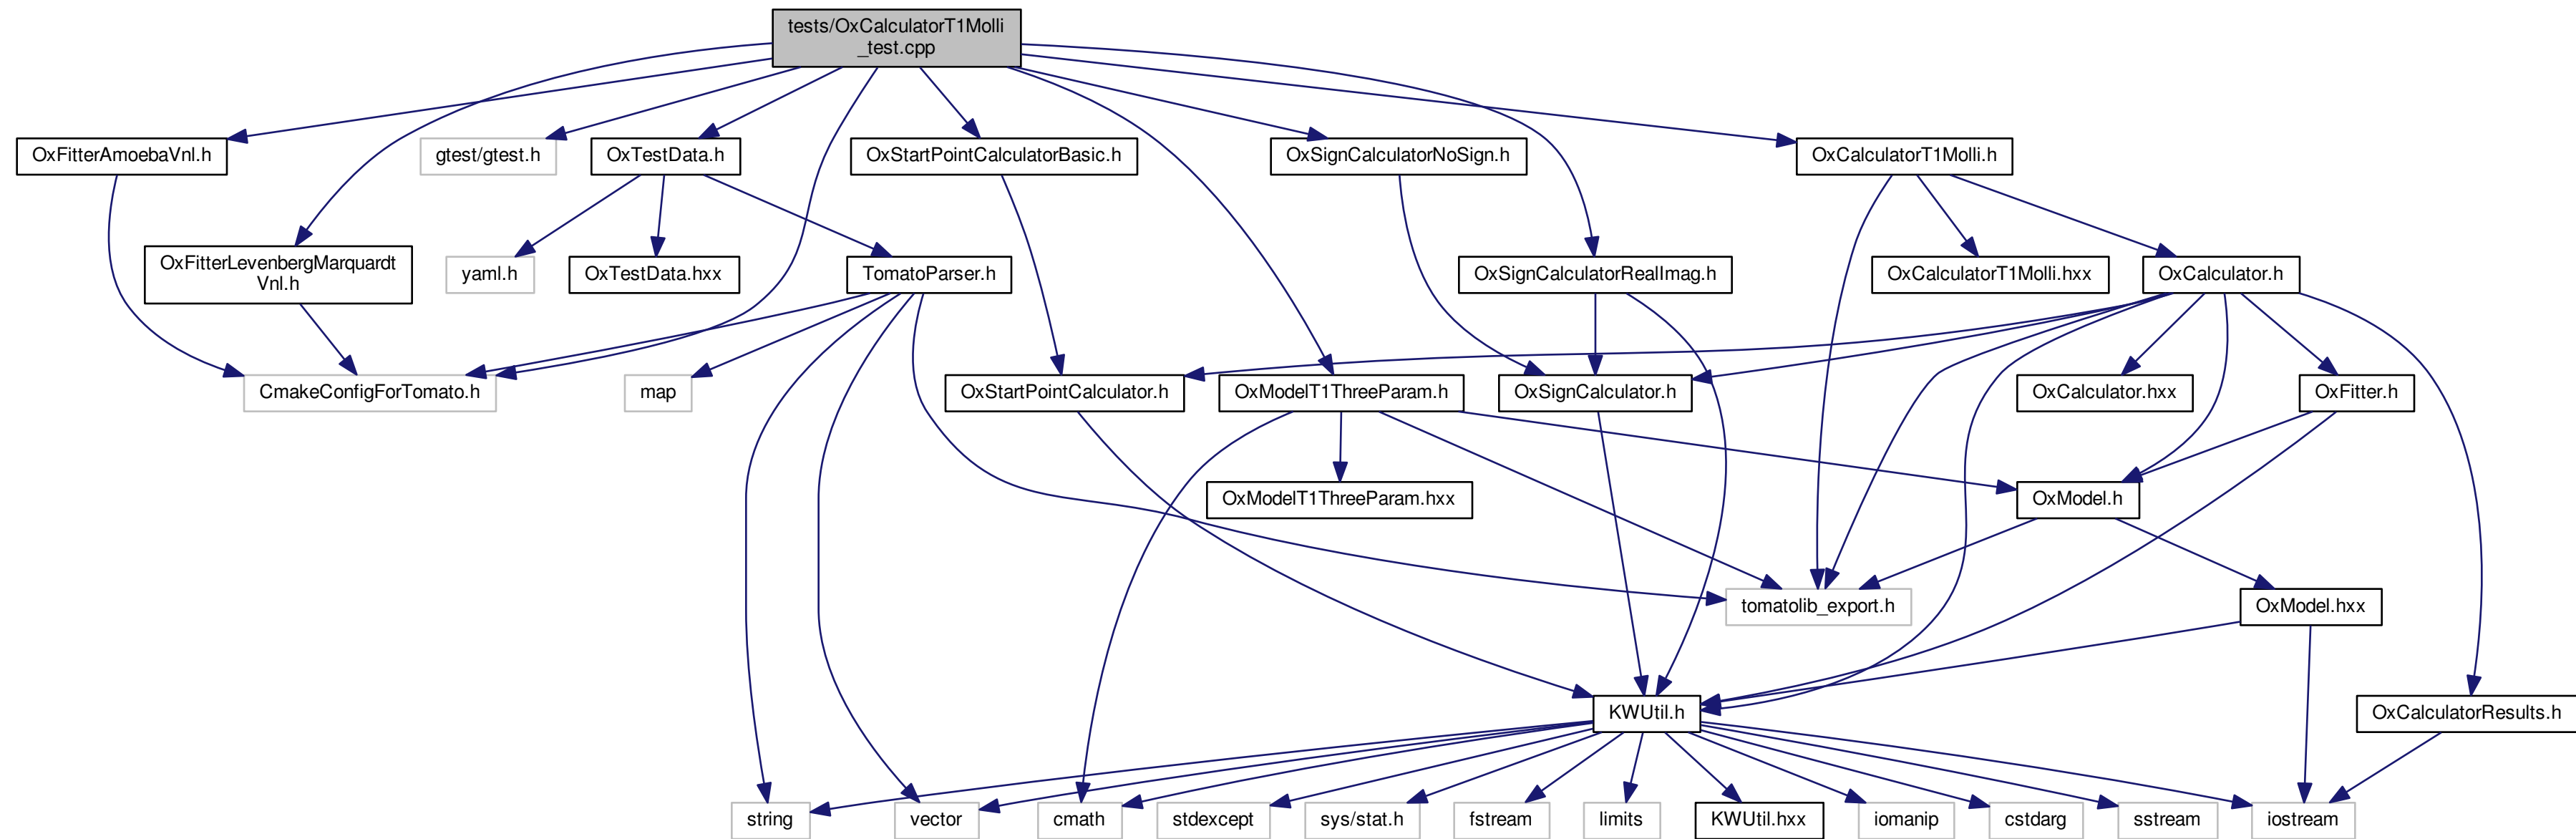 tests/OxCalculatorT1Molli
_test.cpp
OxFitterAmoebaVnl.h
gtest/gtest.h
OxTestData.h
OxStartPointCalculatorBasic.h
OxSignCalculatorNoSign.h
OxCalculatorT1Molli.h
OxFitterLevenbergMarquardt
Vnl.h
yaml.h
OxTestData.hxx
TomatoParser.h
OxSignCalculatorRealImag.h
OxCalculatorT1Molli.hxx
OxCalculator.h
CmakeConfigForTomato.h
map
OxStartPointCalculator.h
OxModelT1ThreeParam.h
OxSignCalculator.h
OxCalculator.hxx
OxFitter.h
OxModelT1ThreeParam.hxx
OxModel.h
tomatolib_export.h
OxModel.hxx
KWUtil.h
OxCalculatorResults.h
string
vector
cmath
stdexcept
sys/stat.h
fstream
limits
KWUtil.hxx
iomanip
cstdarg
sstream
iostream